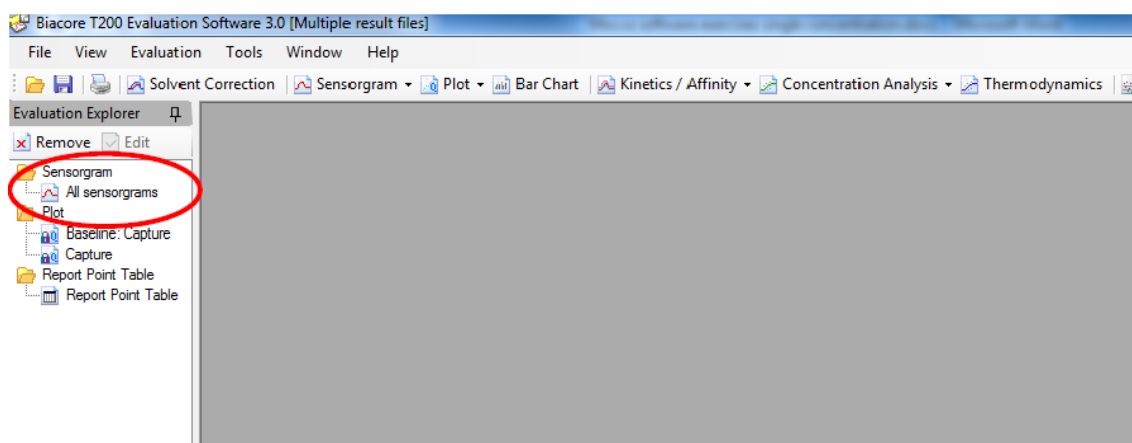 Biacore T200 Evaluation Software 3.0 [Multiple result files]
File View Evaluation Tools Window Help
Solvent Correction Sensorgram Plot Bar Chart Kinetics / Affinity Concentration Analysis Thermodynamics
Evaluation Explorer
Remove Edit
Sensorgram
All sensorgrams
Plot
Baseline: Capture
Capture
Report Point Table
Report Point Table